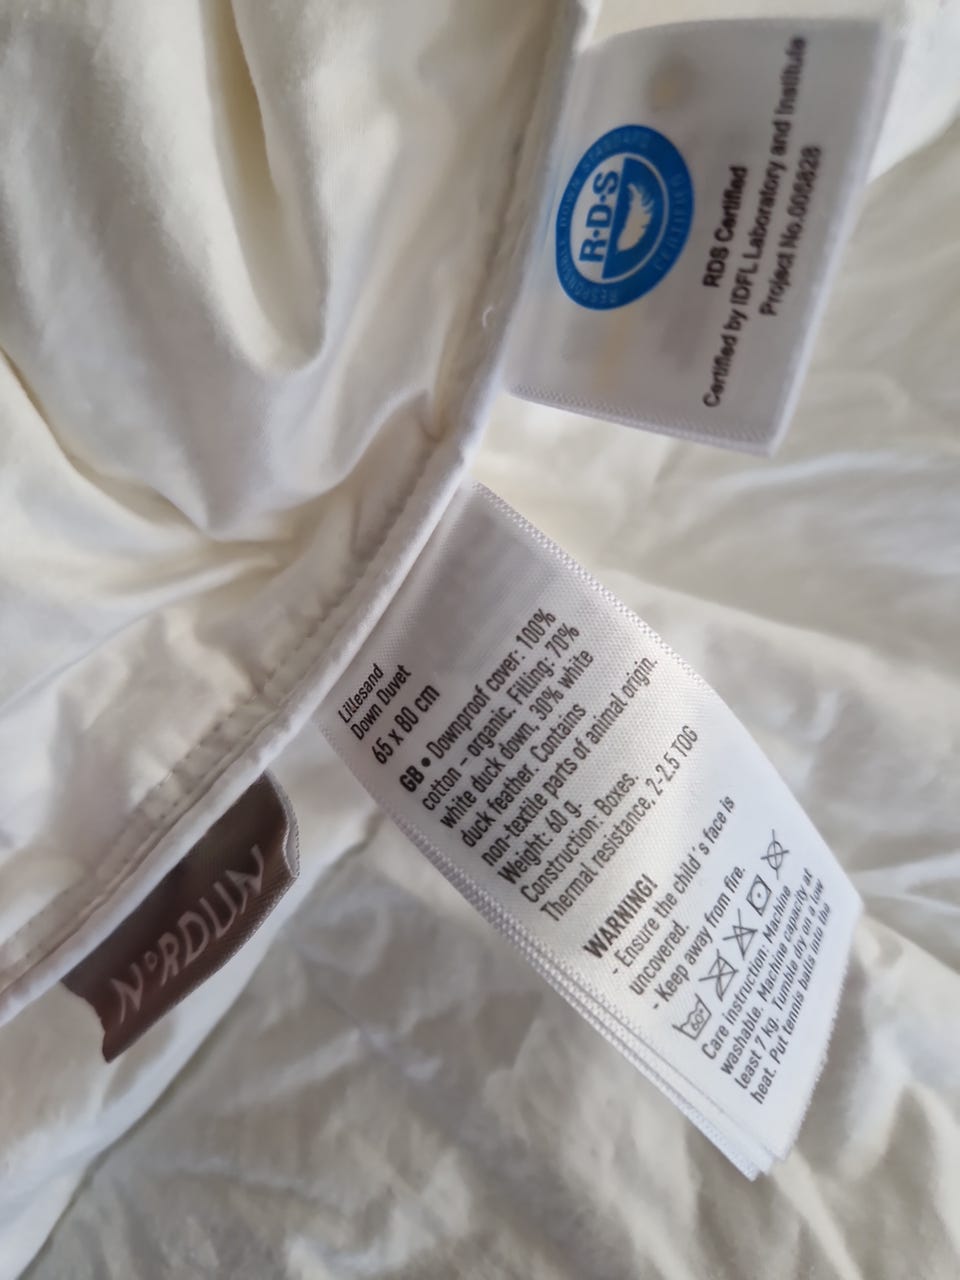 RESPONSIBLE DOWN STANDARD
CERTIFIED
R·D·S
RDS Certified
Certified by IDFL Laboratory and Institute
Project No.005828
Lillesand
Down Duvet
65 x 80 cm
GB • Downproof cover: 100%
cotton – organic. Filling: 70%
white duck down, 30% white
duck feather. Contains
non-textile parts of animal origin.
Weight: 60 g
Construction: Boxes.
Thermal resistance, 2-2.5 TOG
WARNING!
- Ensure the child´s face is
uncovered.
- Keep away from fire.
60°
Care instruction: Machine
washable. Machine capacity at
least 7 kg. Tumble dry on a low
heat. Put tennis balls into the
N°RDUN